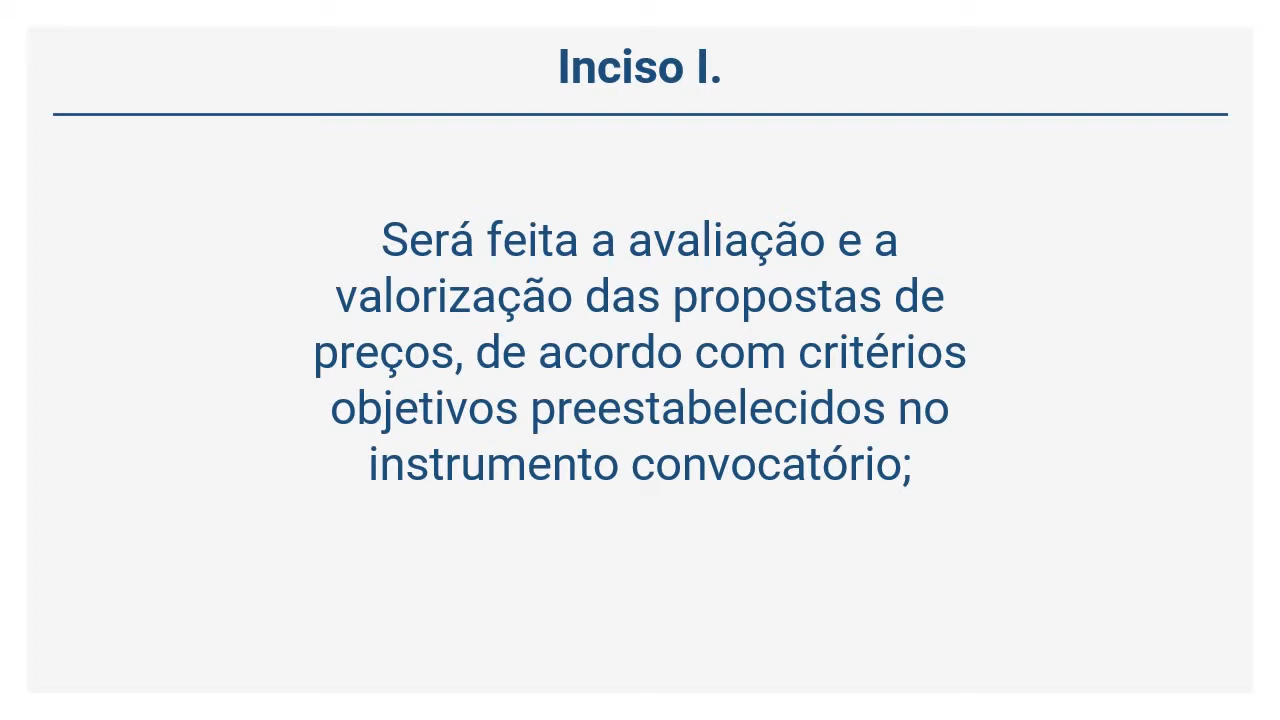 Inciso I.
Será feita a avaliação e a
valorização das propostas de
preços, de acordo com critérios
objetivos preestabelecidos no
instrumento convocatório;